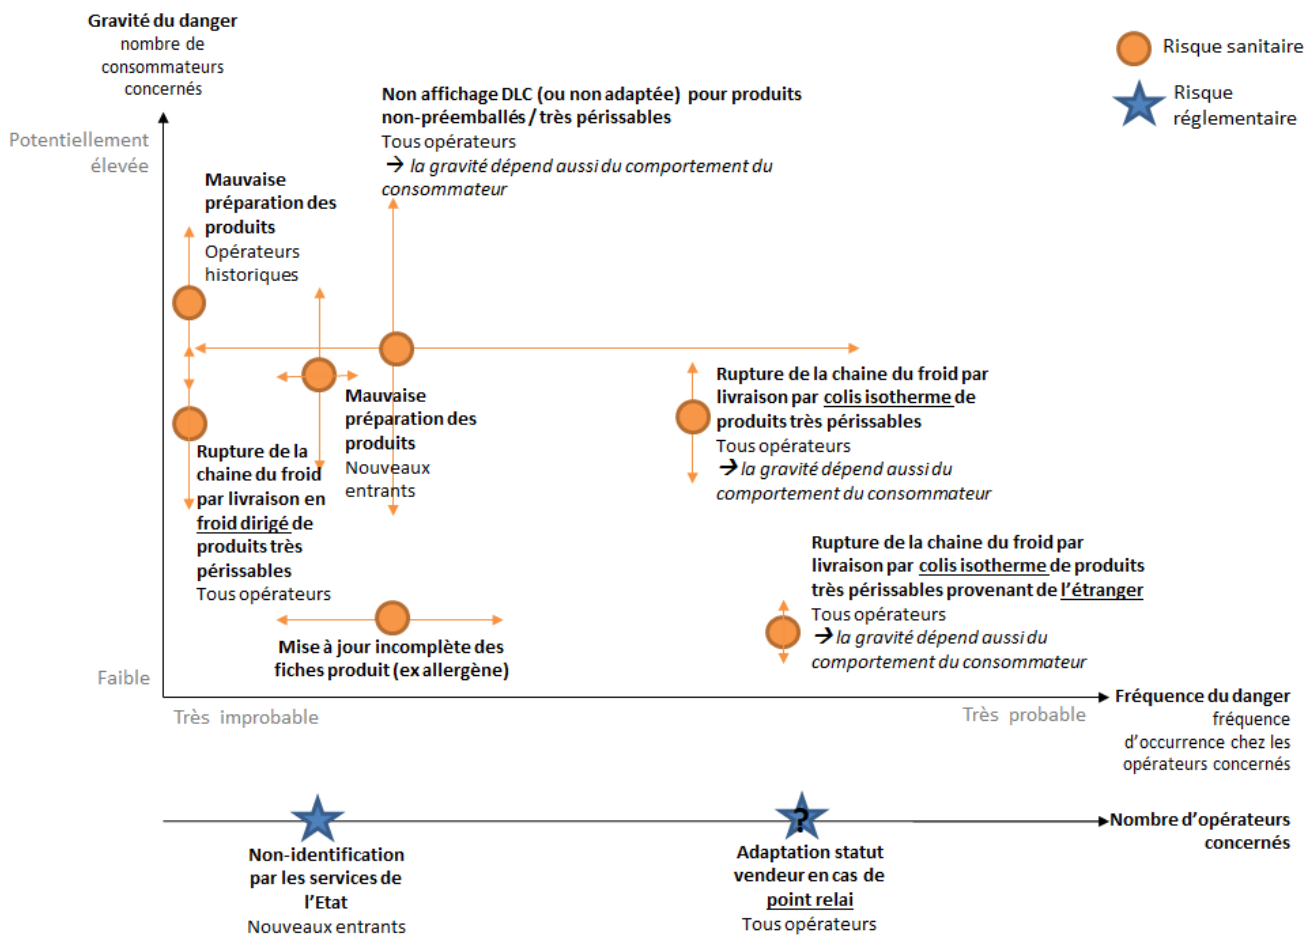 Gravité du danger
nombre de
consommateurs
concernés
Potentiellement
élevée
Risque sanitaire
Risque
réglementaire
Non affichage DLC (ou non adaptée) pour produits
non-préemballés / très périssables
Tous opérateurs
→ la gravité dépend aussi du comportement du
consommateur
Mauvaise
préparation des
produits
Opérateurs
historiques
Mauvaise
préparation des
produits
Nouveaux
entrants
Rupture de la chaine du froid par
livraison par colis isotherme de
produits très périssables
Tous opérateurs
→ la gravité dépend aussi du
comportement du consommateur
Rupture de la
chaine du froid
par livraison en
froid dirigé de
produits très
périssables
Tous opérateurs
Rupture de la chaine du froid par
livraison par colis isotherme de produits
très périssables provenant de l’étranger
Tous opérateurs
→ la gravité dépend aussi du
comportement du consommateur
Mise à jour incomplète des
fiches produit (ex allergène)
Faible
Très improbable
Très probable
Fréquence du danger
fréquence
d’occurrence chez les
opérateurs concernés
?
Nombre d’opérateurs
concernés
Non-identification
par les services de
l’Etat
Nouveaux entrants
Adaptation statut
vendeur en cas de
point relai
Tous opérateurs